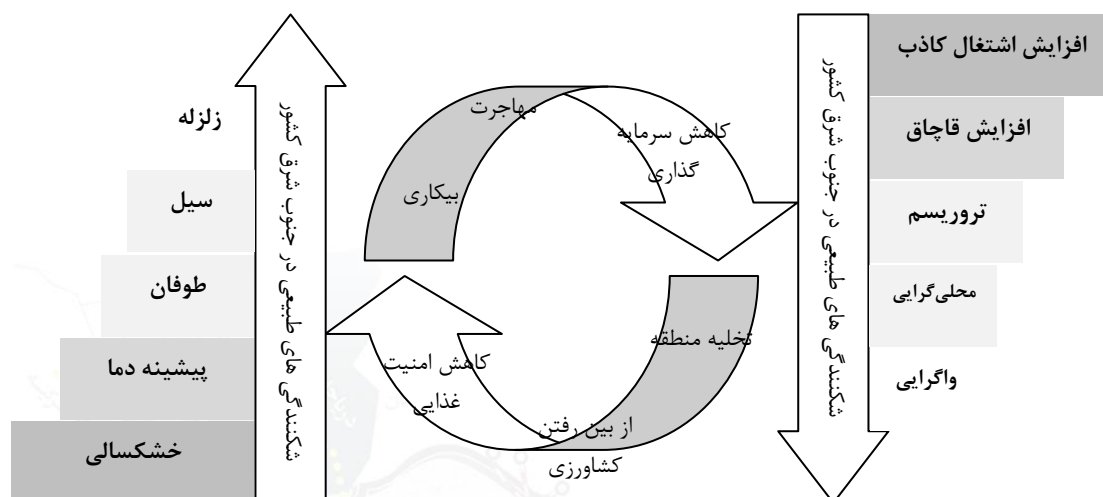 افزایش اشتغال کاذب
افزایش قاچاق
تروریسم
محلی‌گرایی
واگرایی
شکنندگی های طبیعی در جنوب شرق کشور
مهاجرت
بیکاری
کاهش سرمایه
گذاری
تخلیه منطقه
از بین رفتن
کشاورزی
کاهش امنیت
غذایی
شکنندگی های طبیعی در جنوب شرق کشور
زلزله
سیل
طوفان
پیشینه دما
خشکسالی